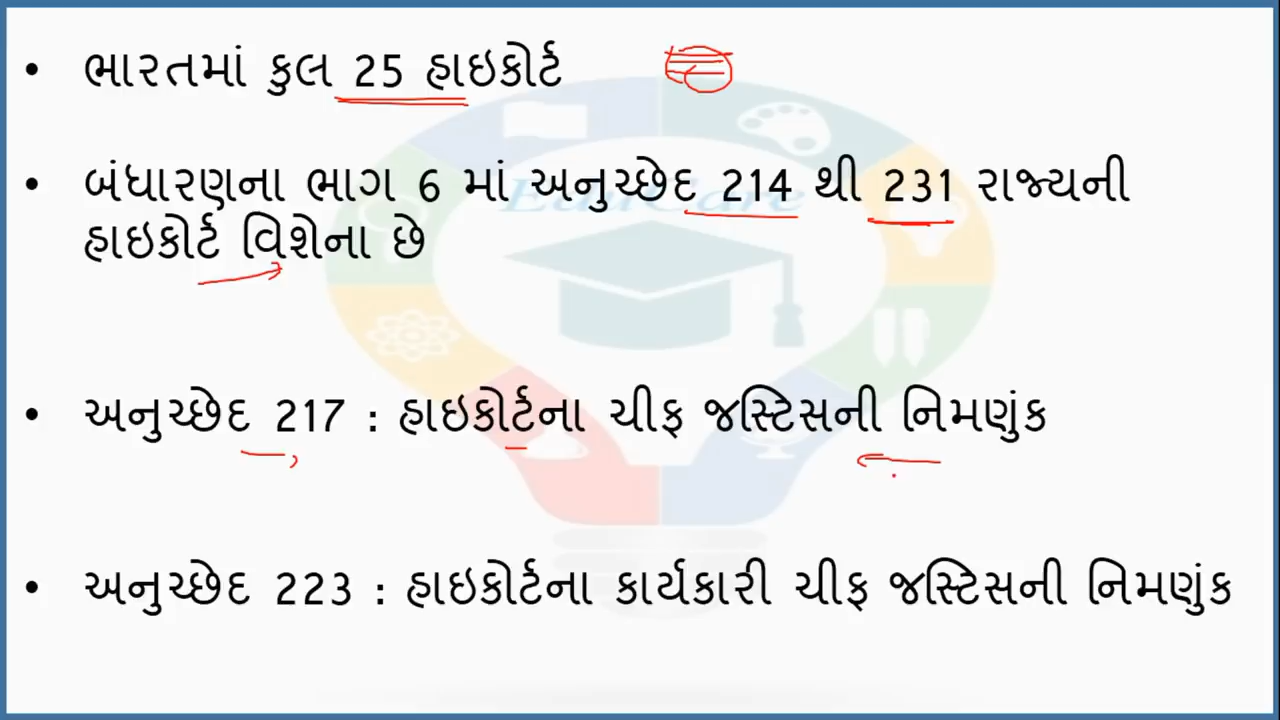 • ભારતમાં કુલ 25 હાઇકોર્ટ
• બંધારણના ભાગ 6 માં અનુચ્છેદ 214 થી 231 રાજ્યની
હાઇકોર્ટ વિશેના છે
• અનુચ્છેદ 217 : હાઇકોર્ટના ચીફ જસ્ટિસની નિમણુંક
• અનુચ્છેદ 223 : હાઇકોર્ટના કાર્યકારી ચીફ જસ્ટિસની નિમણુંક